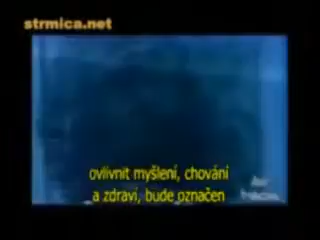 strmica.net
ovlivnit myšlení, chování
a zdraví, bude označen